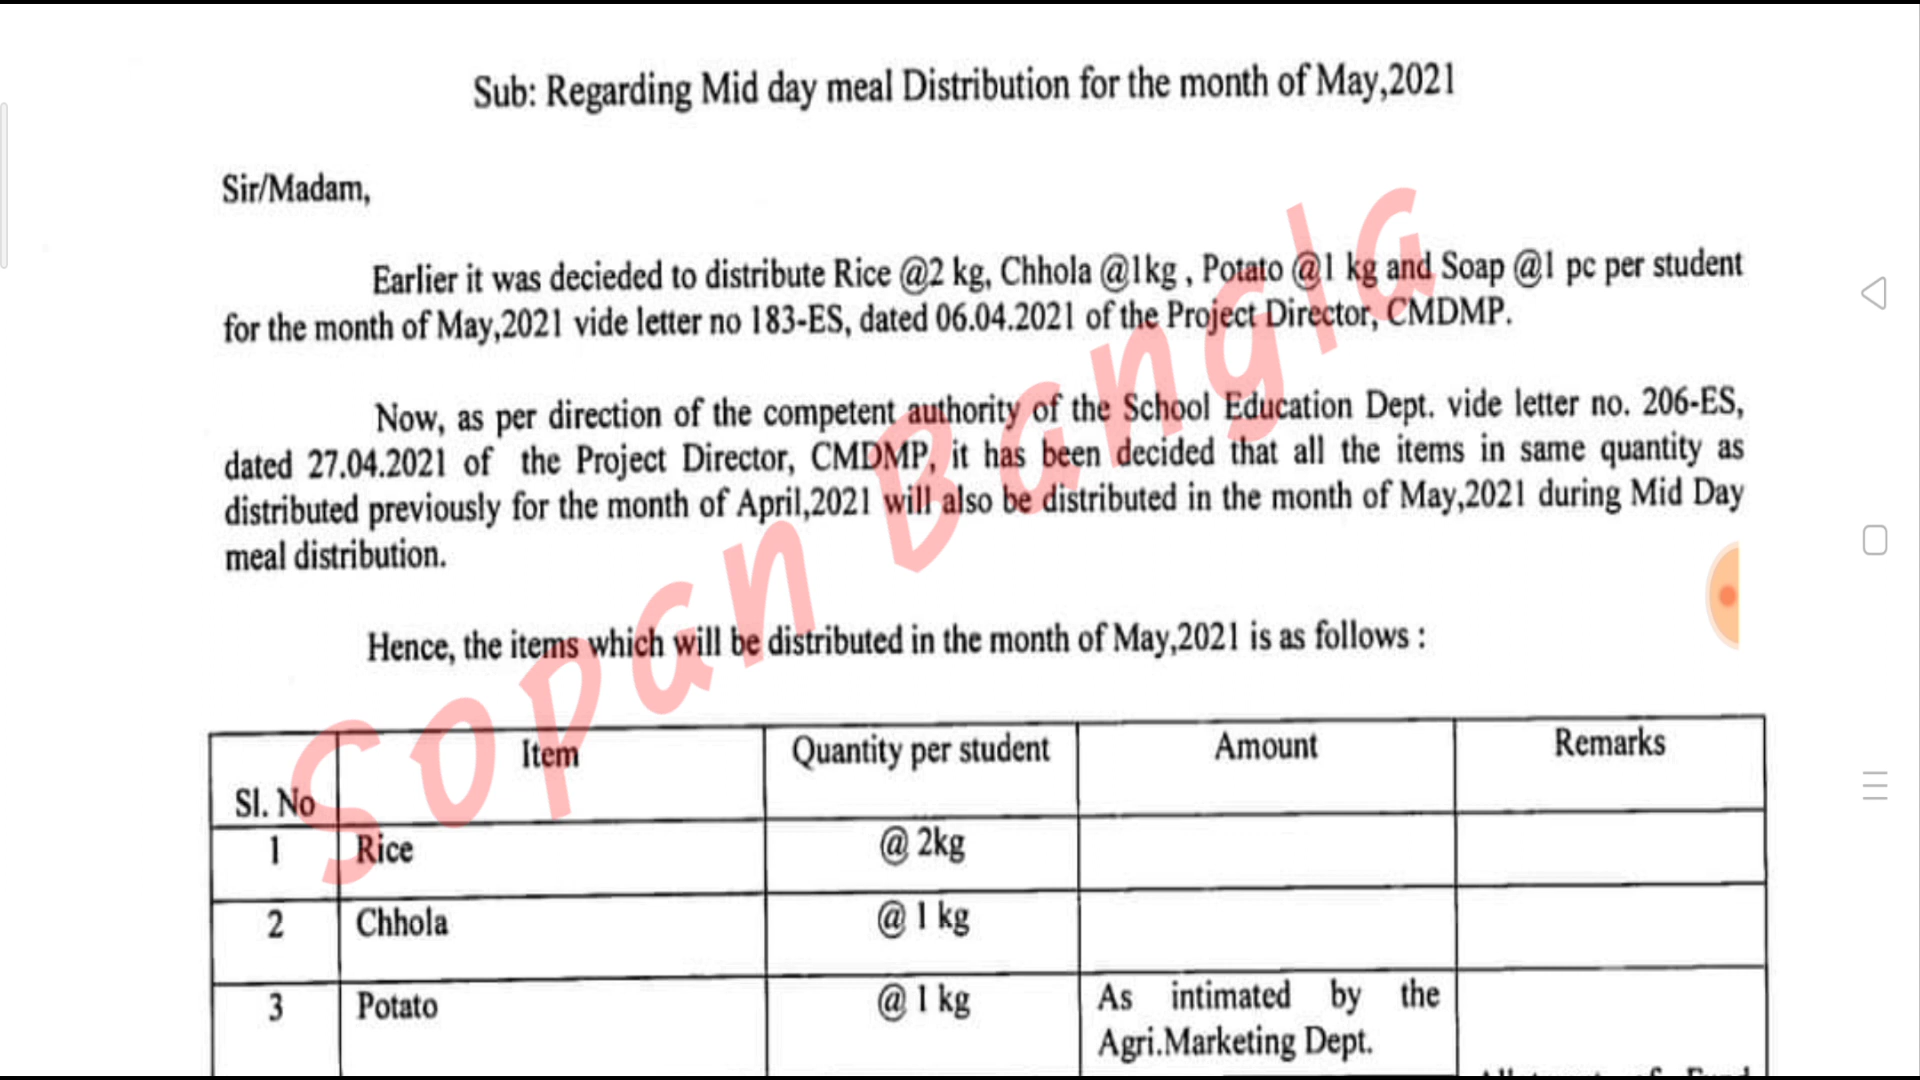 Sub: Regarding Mid day meal Distribution for the month of May,2021
Sir/Madam,
Earlier it was decieded to distribute Rice @2 kg, Chhola @1kg , Potato @1 kg and Soap @1 pc per student
for the month of May,2021 vide letter no 183-ES, dated 06.04.2021 of the Project Director, CMDMP.
Now, as per direction of the competent authority of the School Education Dept. vide letter no. 206-ES,
dated 27.04.2021 of the Project Director, CMDMP, it has been decided that all the items in same quantity as
distributed previously for the month of April,2021 will also be distributed in the month of May,2021 during Mid Day
meal distribution.
Hence, the items which will be distributed in the month of May,2021 is as follows :
Sopan Bangla
Sl. No Item Quantity per student Amount Remarks
1 Rice @ 2kg
2 Chhola @ 1 kg
3 Potato @ 1 kg As intimated by the
Agri.Marketing Dept.